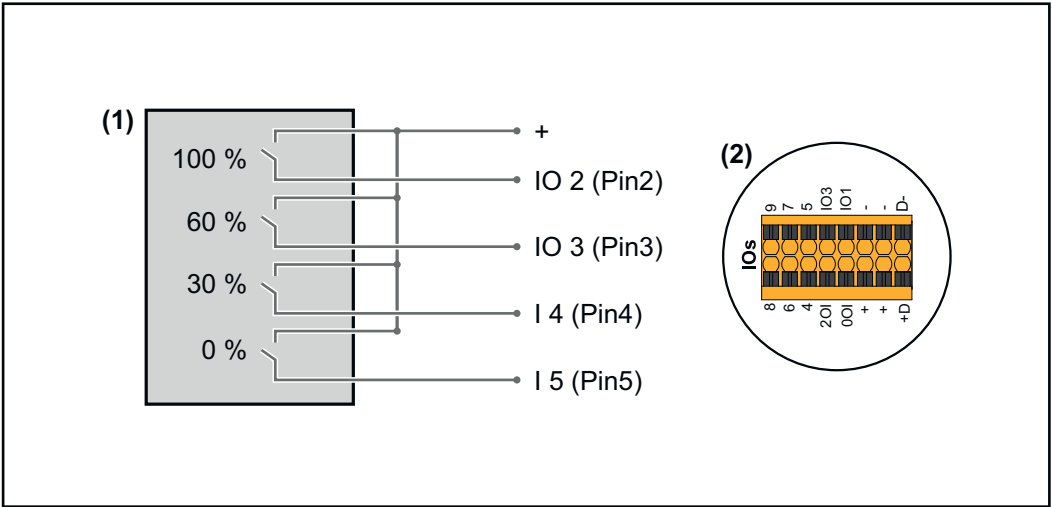 (1)
+
100 %
IO 2 (Pin2)
60 %
IO 3 (Pin3)
30 %
I 4 (Pin4)
0 %
I 5 (Pin5)
(2)
IOs
9 7 5 IO3 IO1 - - D-
8 6 4 IO2 IO0 + + D+